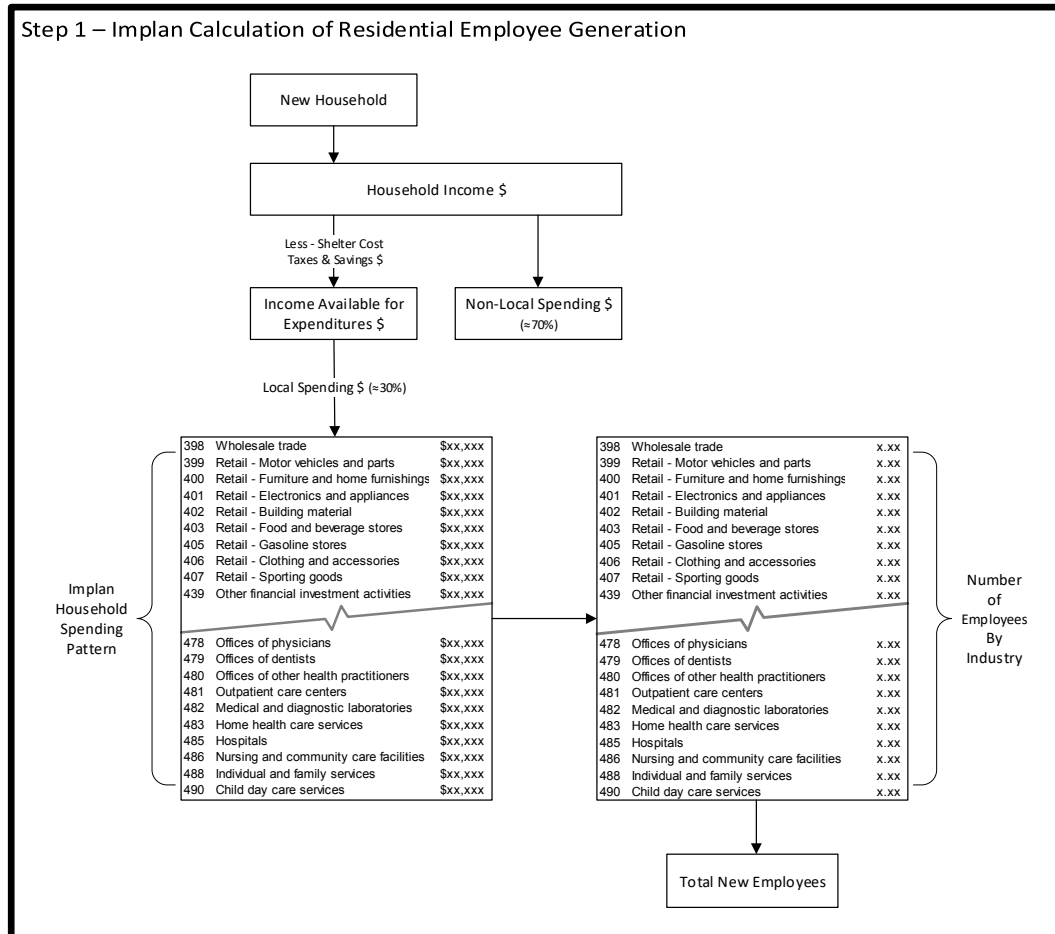 Step 1 – Implan Calculation of Residential Employee Generation
New Household
Household Income $
Less - Shelter Cost
Taxes & Savings $
Income Available for
Expenditures $
Non-Local Spending $
(≈70%)
Local Spending $ (≈30%)
Implan
Household
Spending
Pattern
398 Wholesale trade $xx,xxx
399 Retail - Motor vehicles and parts $xx,xxx
400 Retail - Furniture and home furnishings $xx,xxx
401 Retail - Electronics and appliances $xx,xxx
402 Retail - Building material $xx,xxx
403 Retail - Food and beverage stores $xx,xxx
405 Retail - Gasoline stores $xx,xxx
406 Retail - Clothing and accessories $xx,xxx
407 Retail - Sporting goods $xx,xxx
439 Other financial investment activities $xx,xxx
478 Offices of physicians $xx,xxx
479 Offices of dentists $xx,xxx
480 Offices of other health practitioners $xx,xxx
481 Outpatient care centers $xx,xxx
482 Medical and diagnostic laboratories $xx,xxx
483 Home health care services $xx,xxx
485 Hospitals $xx,xxx
486 Nursing and community care facilities $xx,xxx
488 Individual and family services $xx,xxx
490 Child day care services $xx,xxx
398 Wholesale trade x.xx
399 Retail - Motor vehicles and parts x.xx
400 Retail - Furniture and home furnishings x.xx
401 Retail - Electronics and appliances x.xx
402 Retail - Building material x.xx
403 Retail - Food and beverage stores x.xx
405 Retail - Gasoline stores x.xx
406 Retail - Clothing and accessories x.xx
407 Retail - Sporting goods x.xx
439 Other financial investment activities x.xx
478 Offices of physicians x.xx
479 Offices of dentists x.xx
480 Offices of other health practitioners x.xx
481 Outpatient care centers x.xx
482 Medical and diagnostic laboratories x.xx
483 Home health care services x.xx
485 Hospitals x.xx
486 Nursing and community care facilities x.xx
488 Individual and family services x.xx
490 Child day care services x.xx
Number
of
Employees
By
Industry
Total New Employees